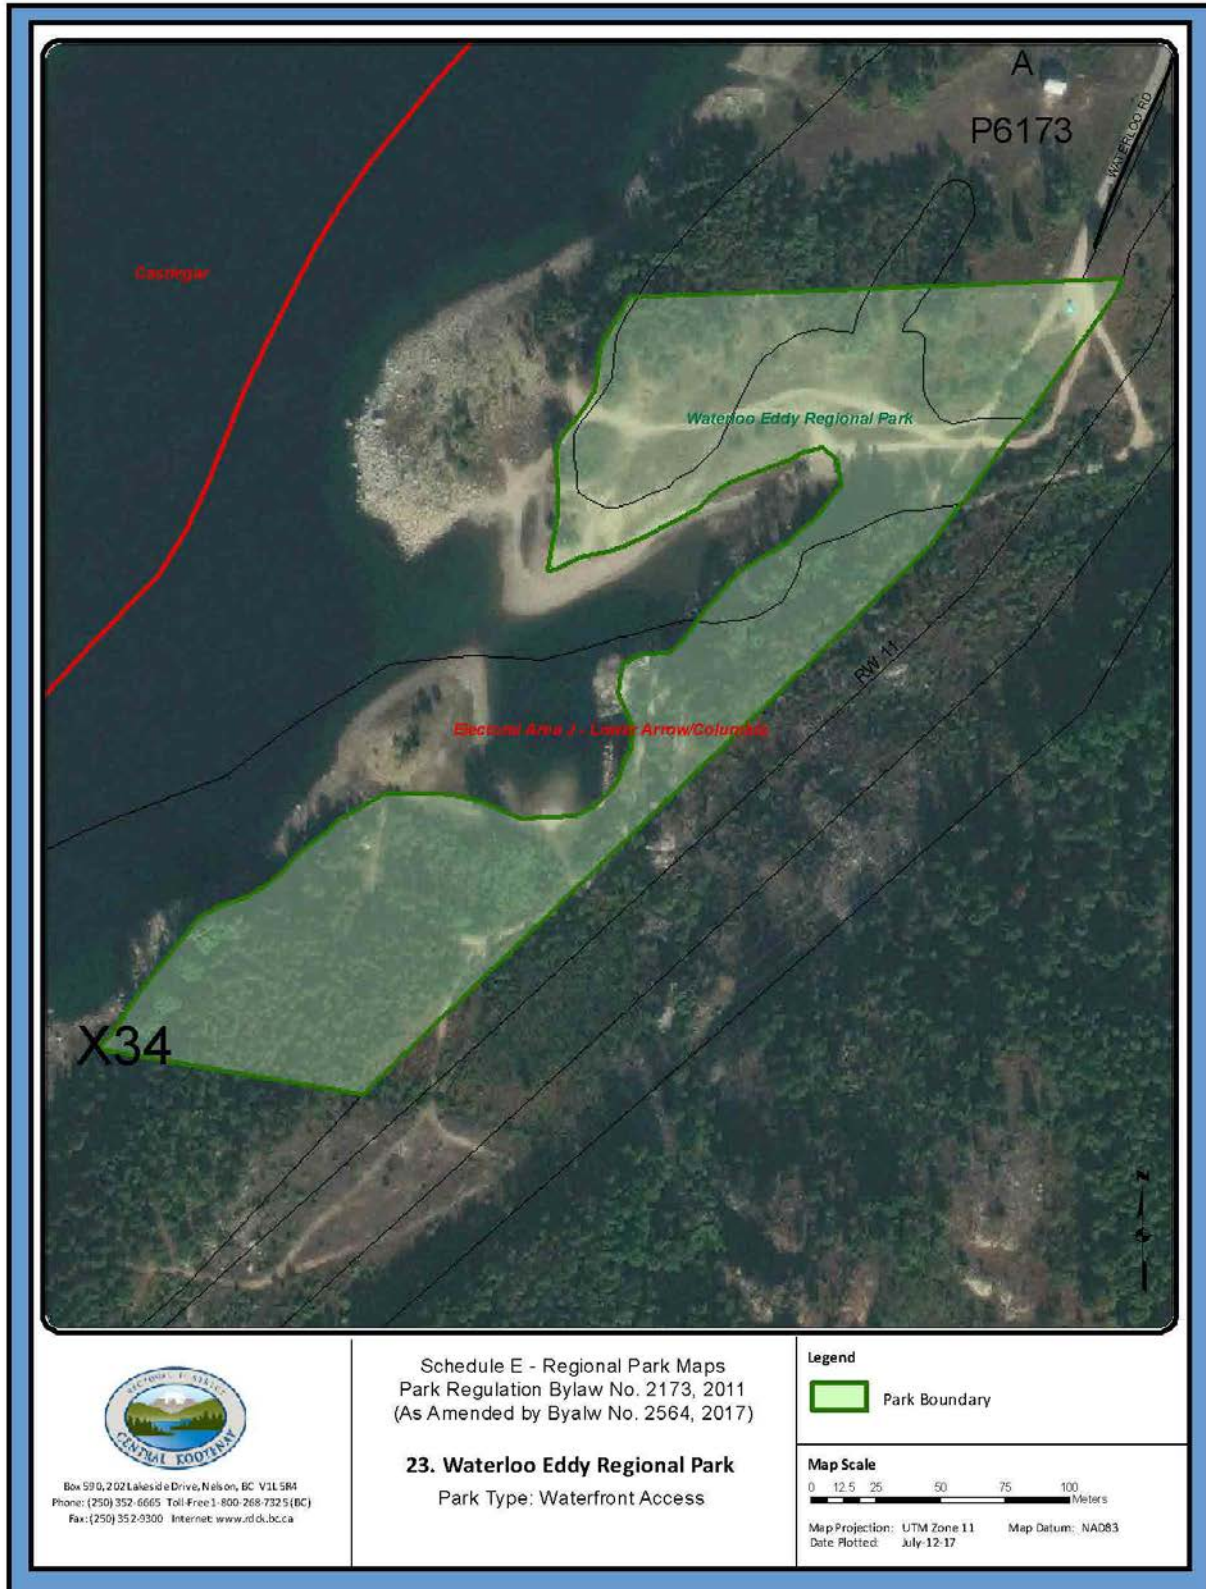 A
P6173
WATERLOO RD
Castlegar
Waterloo Eddy Regional Park
RW 11
Electoral Area J - Lower Arrow/Columbia
X34
N
REGIONAL DISTRICT
CENTRAL KOOTENAY
Box 590, 202 Lakeside Drive, Nelson, BC V1L 5R4
Phone: (250) 352-6665 Toll-Free 1-800-268-7325 (BC)
Fax: (250) 352-9300 Internet: www.rdck.bc.ca
Schedule E - Regional Park Maps
Park Regulation Bylaw No. 2173, 2011
(As Amended by Byalw No. 2564, 2017)
23. Waterloo Eddy Regional Park
Park Type: Waterfront Access
Legend
Park Boundary
Map Scale
0 12.5 25 50 75 100
Meters
Map Projection: UTM Zone 11 Map Datum: NAD83
Date Plotted: July-12-17